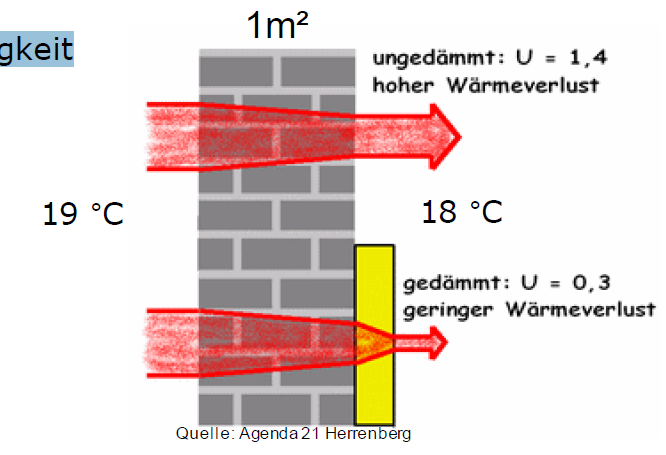 1m²
gkeit
ungedämmt: U = 1,4
hoher Wärmeverlust
19 °C
18 °C
gedämmt: U = 0,3
geringer Wärmeverlust
Quelle: Agenda 21 Herrenberg